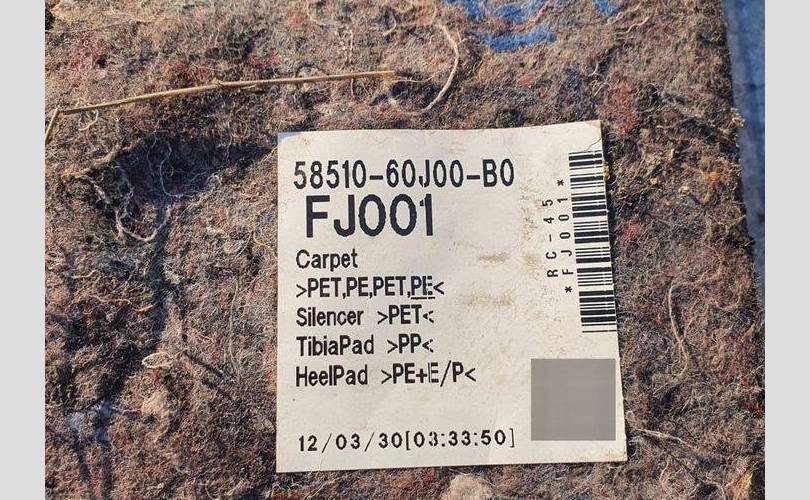 58510-60J00-B0
FJ001
Carpet
>PET,PE,PET,PE<
Silencer >PET<
TibiaPad >PP<
HeelPad >PE+E/P<
12/03/30[03:33:50]
RC-45
*FJ001*